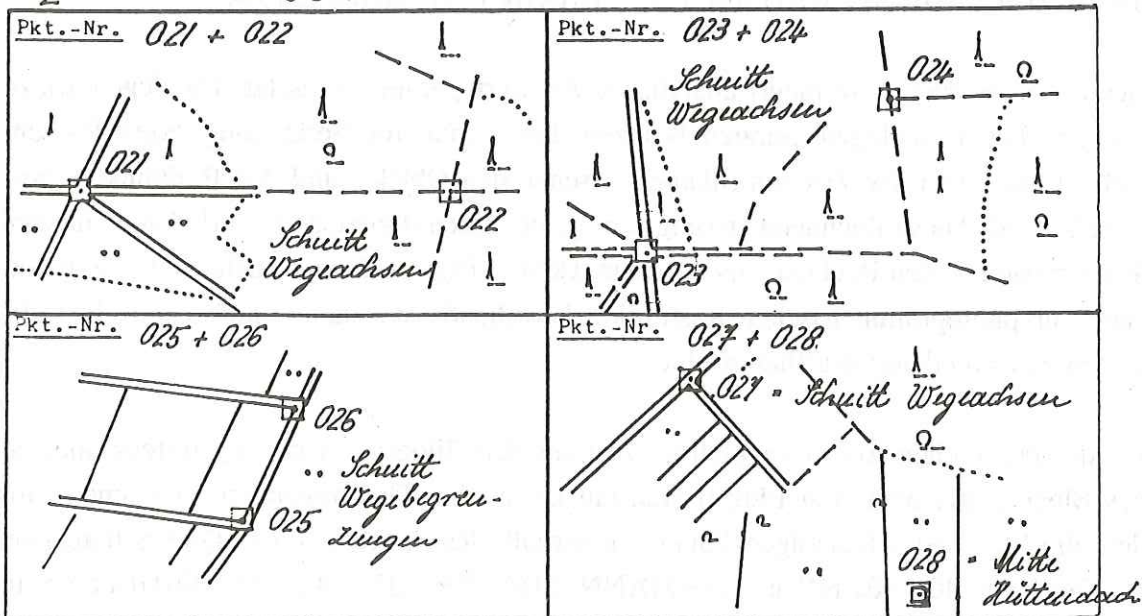 Pkt.-Nr. 021 + 022
021
022
Schnitt
Wegeachsen
Pkt.-Nr. 023 + 024
Schnitt
Wegeachsen
024
023
Pkt.-Nr. 025 + 026
026
025
Schnitt
Wegebegren-
zungen
Pkt.-Nr. 027 + 028
027 = Schnitt Wegeachsen
028 = Mitte
Hüttendach